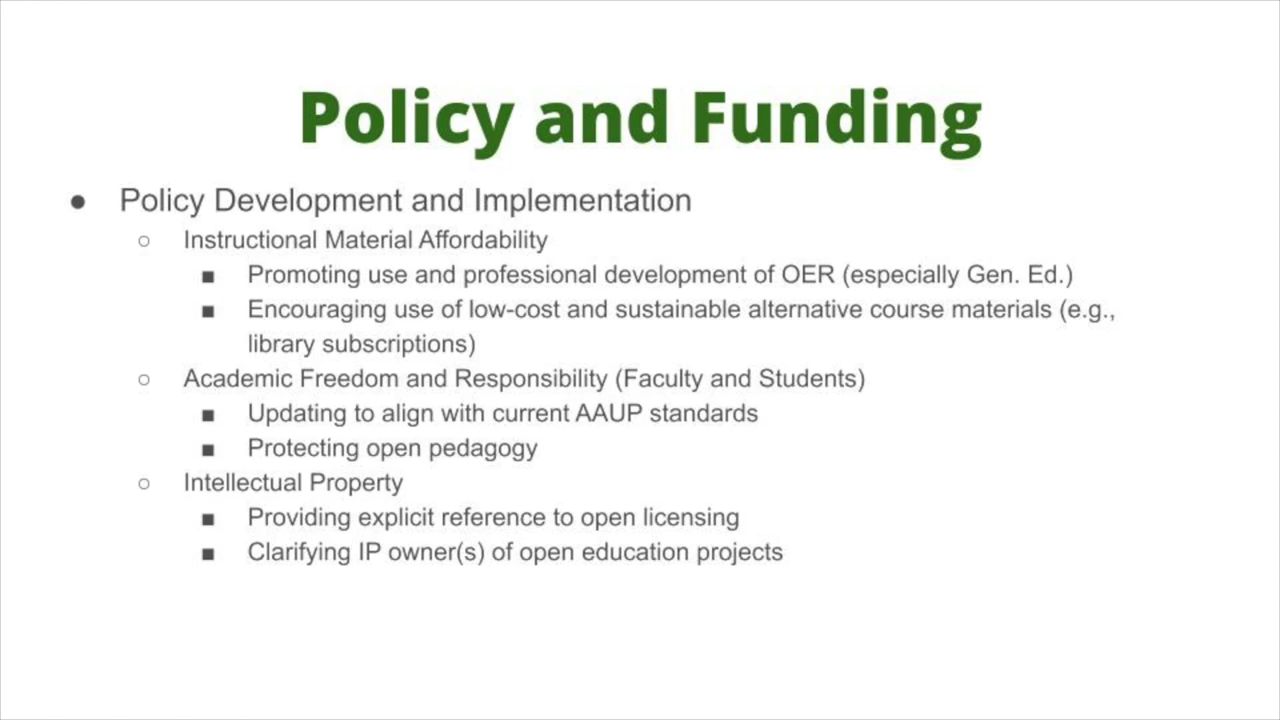 Policy and Funding
● Policy Development and Implementation
○ Instructional Material Affordability
■ Promoting use and professional development of OER (especially Gen. Ed.)
■ Encouraging use of low-cost and sustainable alternative course materials (e.g.,
library subscriptions)
○ Academic Freedom and Responsibility (Faculty and Students)
■ Updating to align with current AAUP standards
■ Protecting open pedagogy
○ Intellectual Property
■ Providing explicit reference to open licensing
■ Clarifying IP owner(s) of open education projects